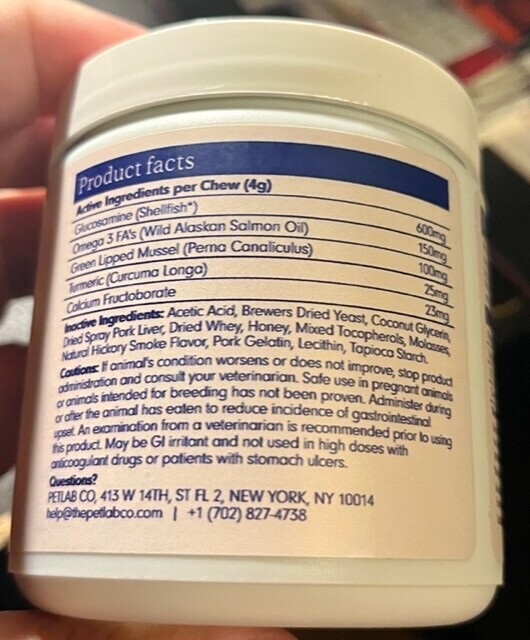 Product facts
Active Ingredients per Chew (4g)
Glucosamine (Shellfish*) 600mg
Omega 3 FA's (Wild Alaskan Salmon Oil) 150mg
Green Lipped Mussel (Perna Canaliculus) 100mg
Turmeric (Curcuma Longa) 25mg
Calcium Fructoborate 23mg
Inactive Ingredients: Acetic Acid, Brewers Dried Yeast, Coconut Glycerin,
Dried Spray Pork Liver, Dried Whey, Honey, Mixed Tocopherols, Molasses,
Natural Hickory Smoke Flavor, Pork Gelatin, Lecithin, Tapioca Starch.
Cautions: If animal's condition worsens or does not improve, stop product
administration and consult your veterinarian. Safe use in pregnant animals
or animals intended for breeding has not been proven. Administer during
or after the animal has eaten to reduce incidence of gastrointestinal
upset. An examination from a veterinarian is recommended prior to using
this product. May be GI irritant and not used in high doses with
anticoagulant drugs or patients with stomach ulcers.
Questions?
PETLAB CO, 413 W 14TH, ST FL 2, NEW YORK, NY 10014
help@thepetlabco.com | +1 (702) 827-4738